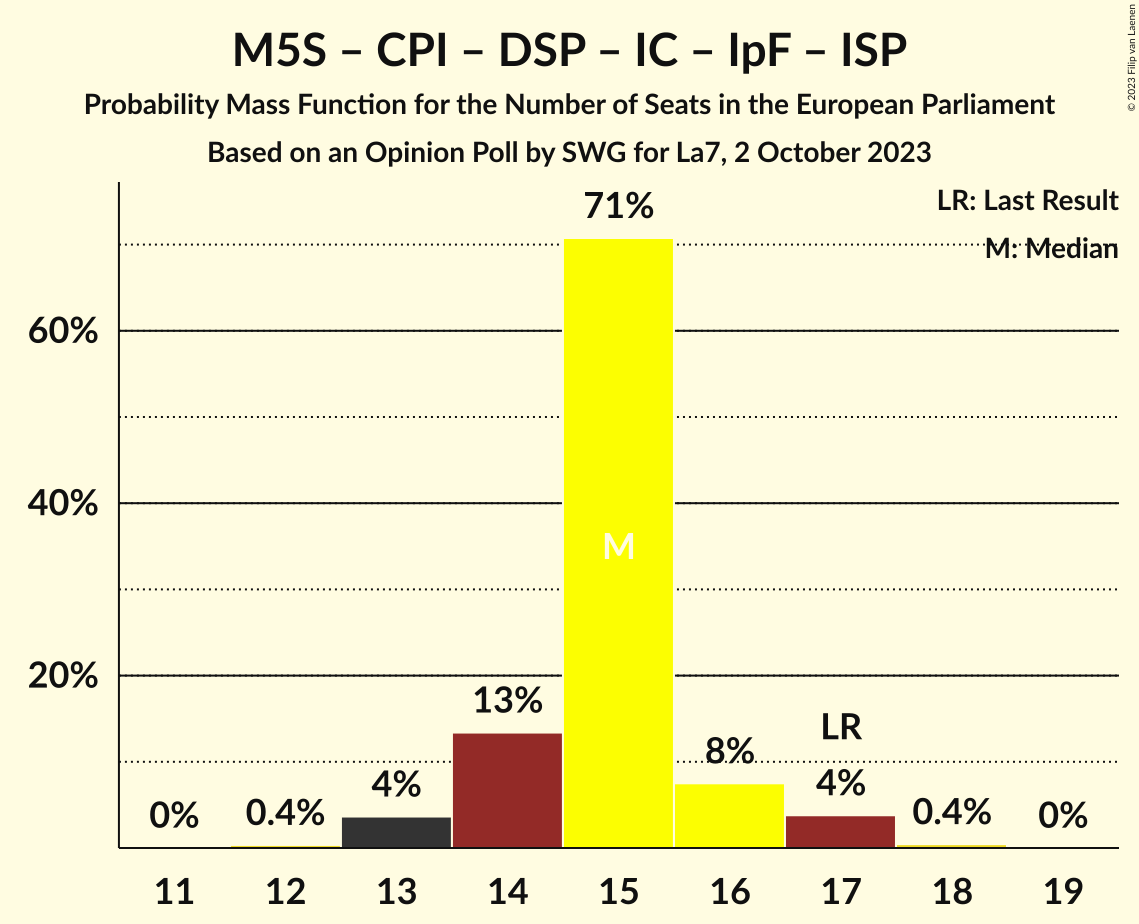 M5S – CPI – DSP – IC – IpF – ISP
Probability Mass Function for the Number of Seats in the European Parliament
Based on an Opinion Poll by SWG for La7, 2 October 2023
© 2023 Filip van Laenen
LR: Last Result
M: Median
71%
60%
40%
M
20%
13%
LR
8%
4%
4%
0%
0.4%
0.4%
0%
11 12 13 14 15 16 17 18 19